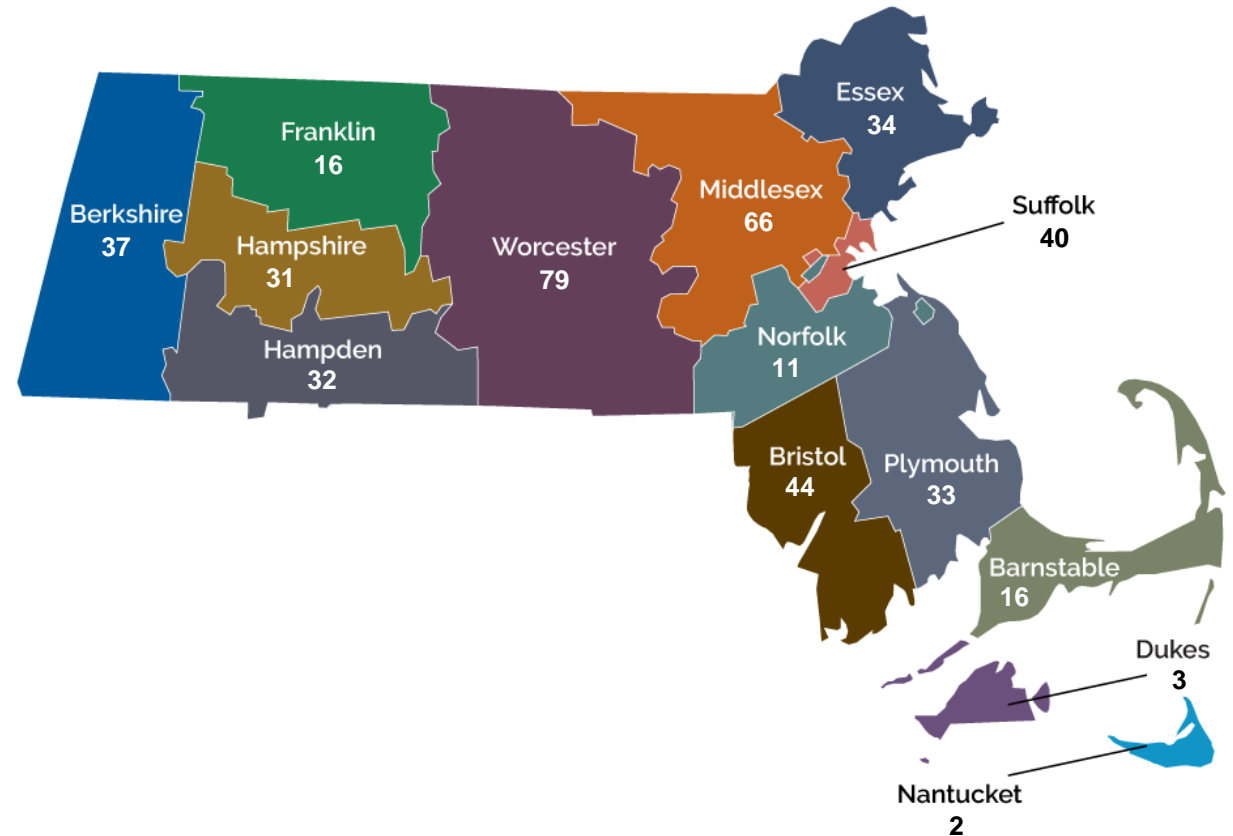 Essex
34
Franklin
16
Middlesex
66
Suffolk
40
Berkshire
37
Hampshire
31
Worcester
79
Norfolk
11
Hampden
32
Bristol
44
Plymouth
33
Barnstable
16
Dukes
3
Nantucket
2